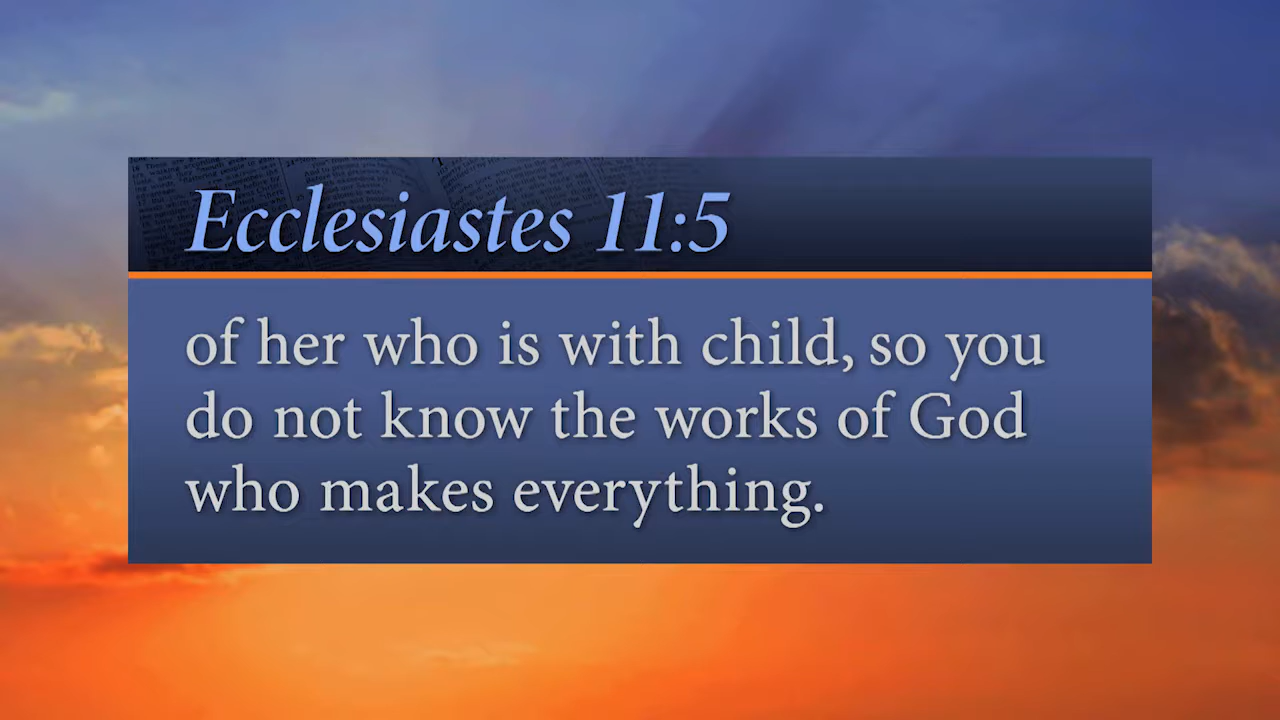 Ecclesiastes 11:5
of her who is with child, so you
do not know the works of God
who makes everything.